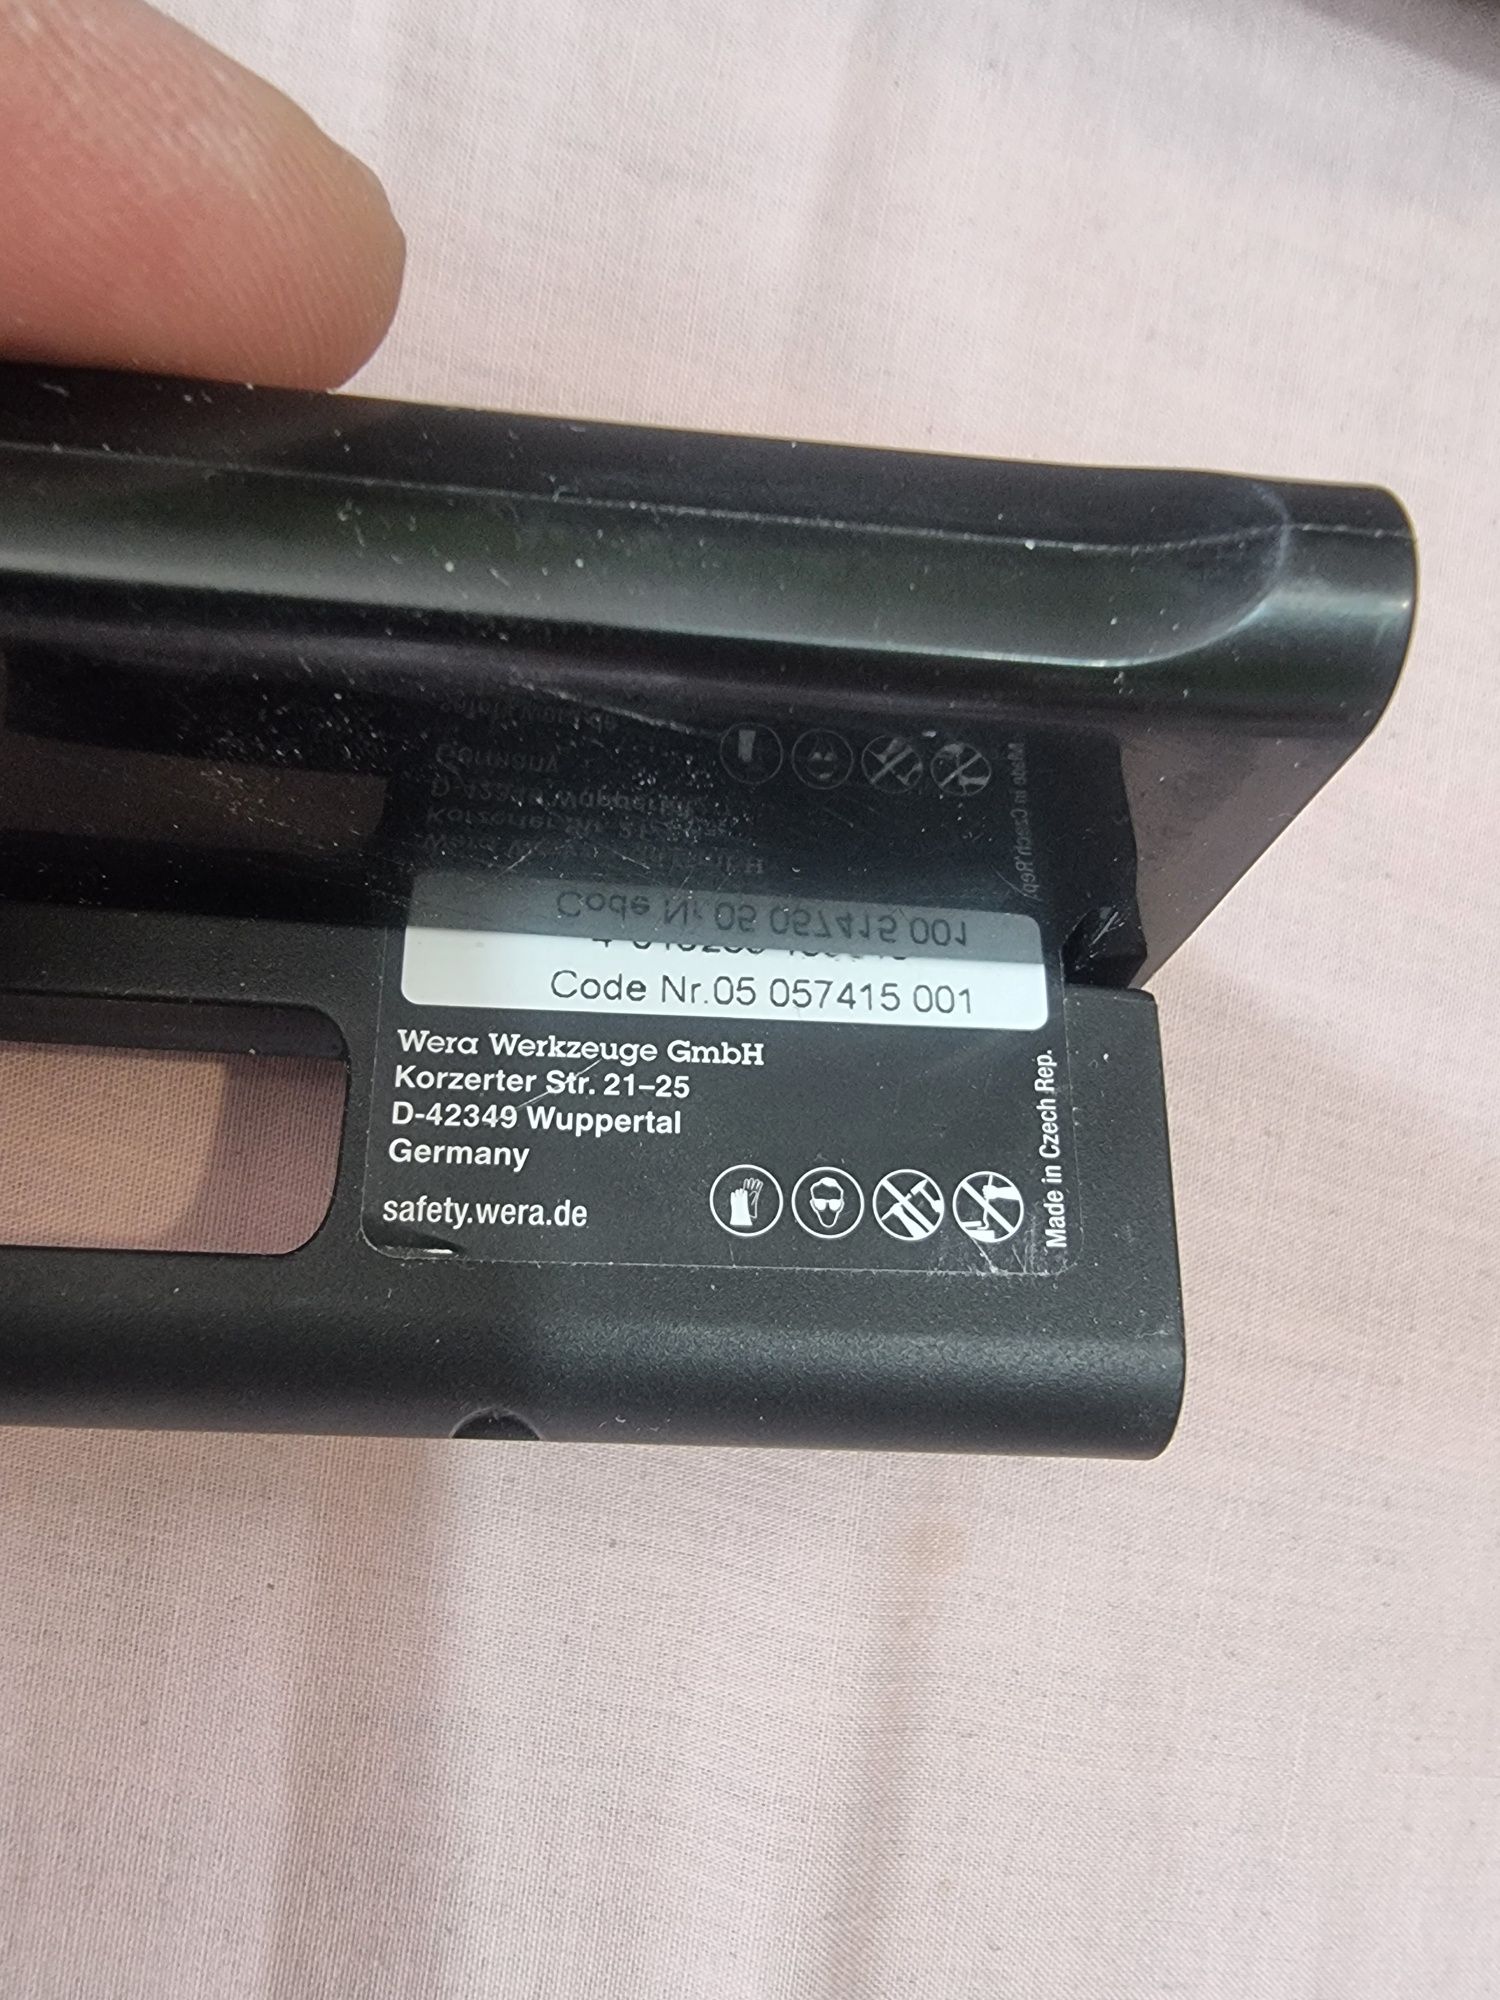 Code Nr.05 057415 001
Wera Werkzeuge GmbH
Korzerter Str. 21–25
D-42349 Wuppertal
Germany
safety.wera.de
Made in Czech Rep.